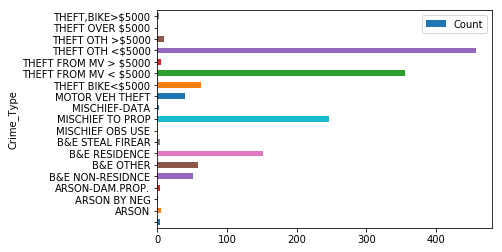 THEFT,BIKE>$5000
THEFT OVER $5000
THEFT OTH >$5000
THEFT OTH <$5000
THEFT FROM MV > $5000
THEFT FROM MV < $5000
THEFT BIKE<$5000
MOTOR VEH THEFT
MISCHIEF-DATA
MISCHIEF TO PROP
MISCHIEF OBS USE
B&E STEAL FIREAR
B&E RESIDENCE
B&E OTHER
B&E NON-RESIDNCE
ARSON-DAM.PROP.
ARSON BY NEG
ARSON
Crime_Type
Count
0 100 200 300 400